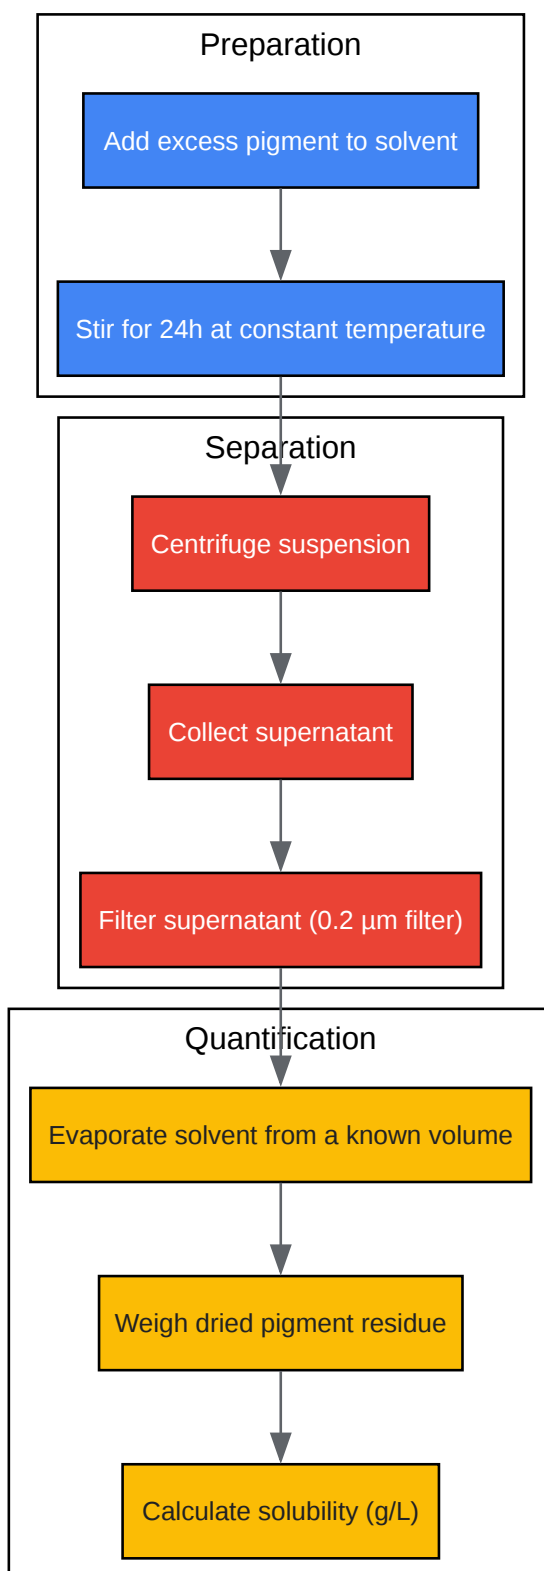 Preparation
Add excess pigment to solvent
Stir for 24h at constant temperature
Separation
Centrifuge suspension
Collect supernatant
Filter supernatant (0.2 µm filter)
Quantification
Evaporate solvent from a known volume
Weigh dried pigment residue
Calculate solubility (g/L)